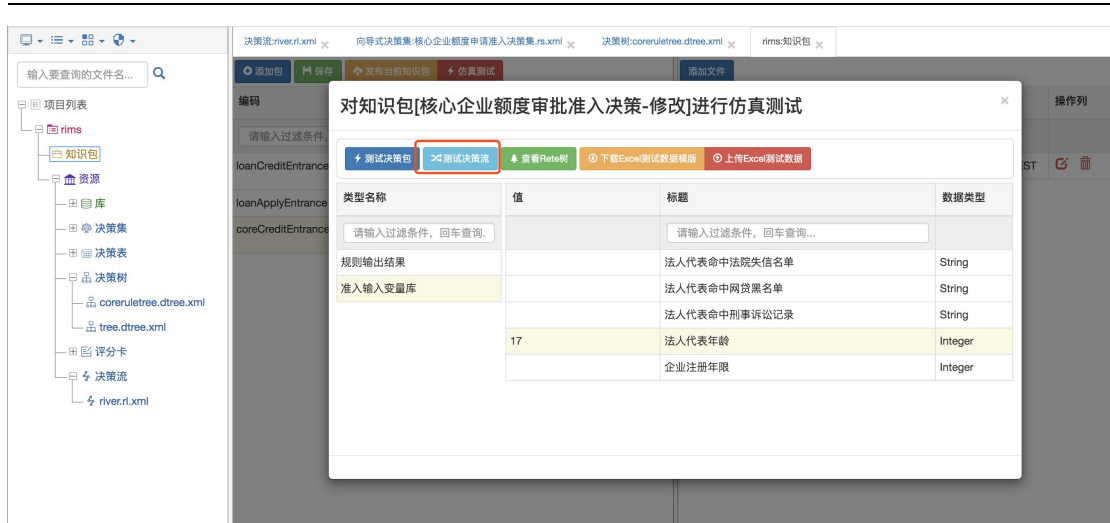 决策流:river.rl.xml
向导式决策集:核心企业额度申请准入决策集.rs.xml
决策树:coreruletree.dtree.xml
rims:知识包
输入要查询的文件名...
添加包
保存
发布当前知识包
仿真测试
添加文件
项目列表
rims
知识包
资源
库
决策集
决策表
决策树
coreruletree.dtree.xml
tree.dtree.xml
评分卡
决策流
river.rl.xml
编码
操作列
请输入过滤条件,
loanCreditEntrance
EST
loanApplyEntrance
coreCreditEntrance
对知识包[核心企业额度审批准入决策-修改]进行仿真测试
测试决策包
测试决策流
查看Rete树
下载Excel测试数据模版
上传Excel测试数据
类型名称 值 标题 数据类型
请输入过滤条件，回车查询. 请输入过滤条件，回车查询...
规则输出结果 法人代表命中法院失信名单 String
准入输入变量库 法人代表命中网贷黑名单 String
法人代表命中刑事诉讼记录 String
17 法人代表年龄 Integer
企业注册年限 Integer